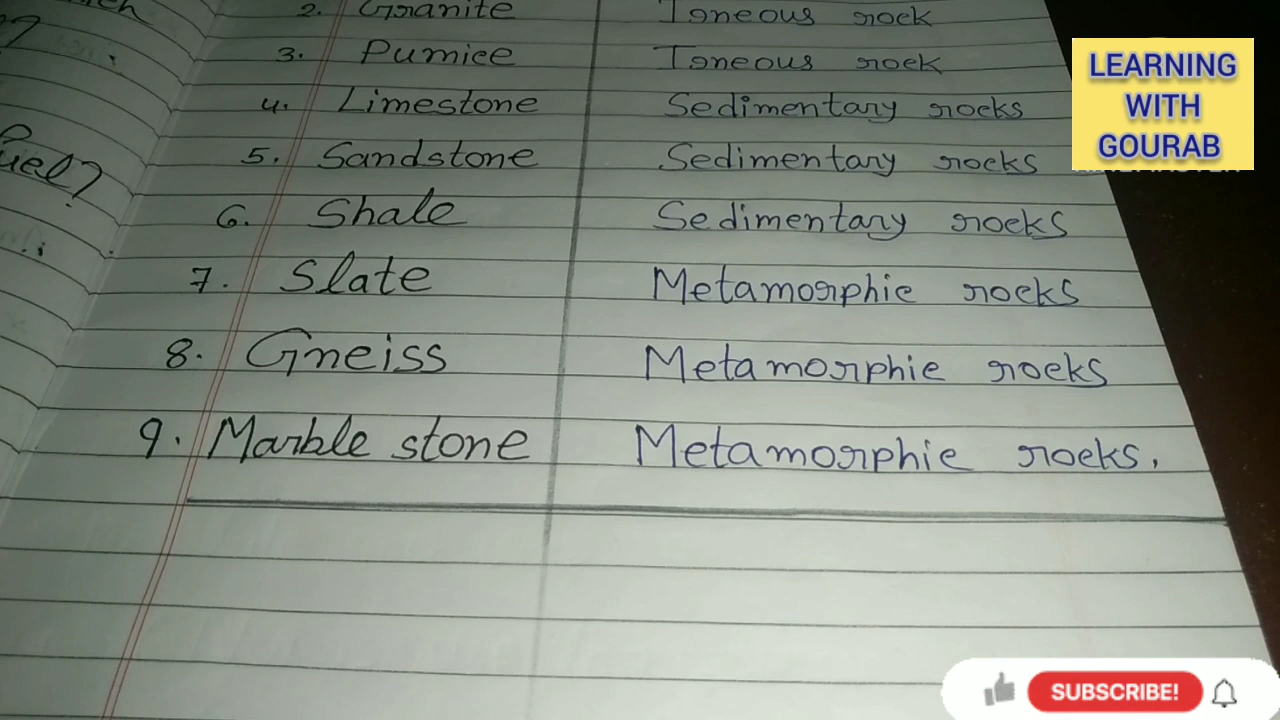 2. Granite Igneous rock
3. Pumice Igneous rock
4. Limestone Sedimentary rocks
5. Sandstone Sedimentary rocks
6. Shale Sedimentary rocks
7. Slate Metamorphic rocks
8. Gneiss Metamorphic rocks
9. Marble stone Metamorphic rocks.
LEARNING
WITH
GOURAB
SUBSCRIBE!